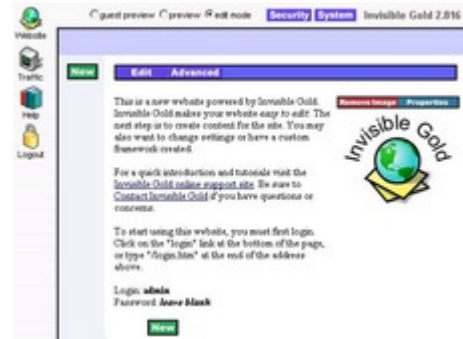 guest preview preview edit node Security System Invisible Gold 2.816
Website
Traffic
Help
Logout
New
Edit Advanced
This is a new website powered by Invisible Gold.
Invisible Gold makes your website easy to edit. The
next step is to create content for the site. You may
also want to change settings or have a custom
framework created.
Remove Image Properties
Invisible Gold
For a quick introduction and tutorials visit the
Invisible Gold online support site. Be sure to
Contact Invisible Gold if you have questions or
concerns.
To start using this website, you must first login.
Click on the "login" link at the bottom of the page,
or type "/login.htm" at the end of the address
above.
Login: admin
Password: leave blank
New